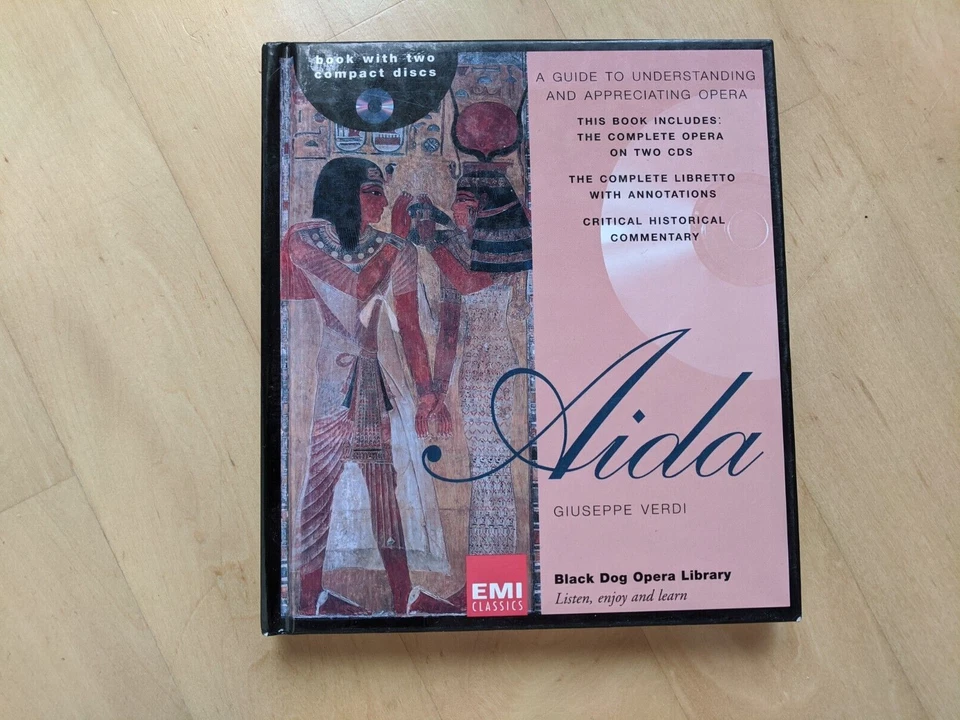 book with two
compact discs
A GUIDE TO UNDERSTANDING
AND APPRECIATING OPERA
THIS BOOK INCLUDES:
THE COMPLETE OPERA
ON TWO CDS
THE COMPLETE LIBRETTO
WITH ANNOTATIONS
CRITICAL HISTORICAL
COMMENTARY
Aida
GIUSEPPE VERDI
EMI
CLASSICS
Black Dog Opera Library
Listen, enjoy and learn